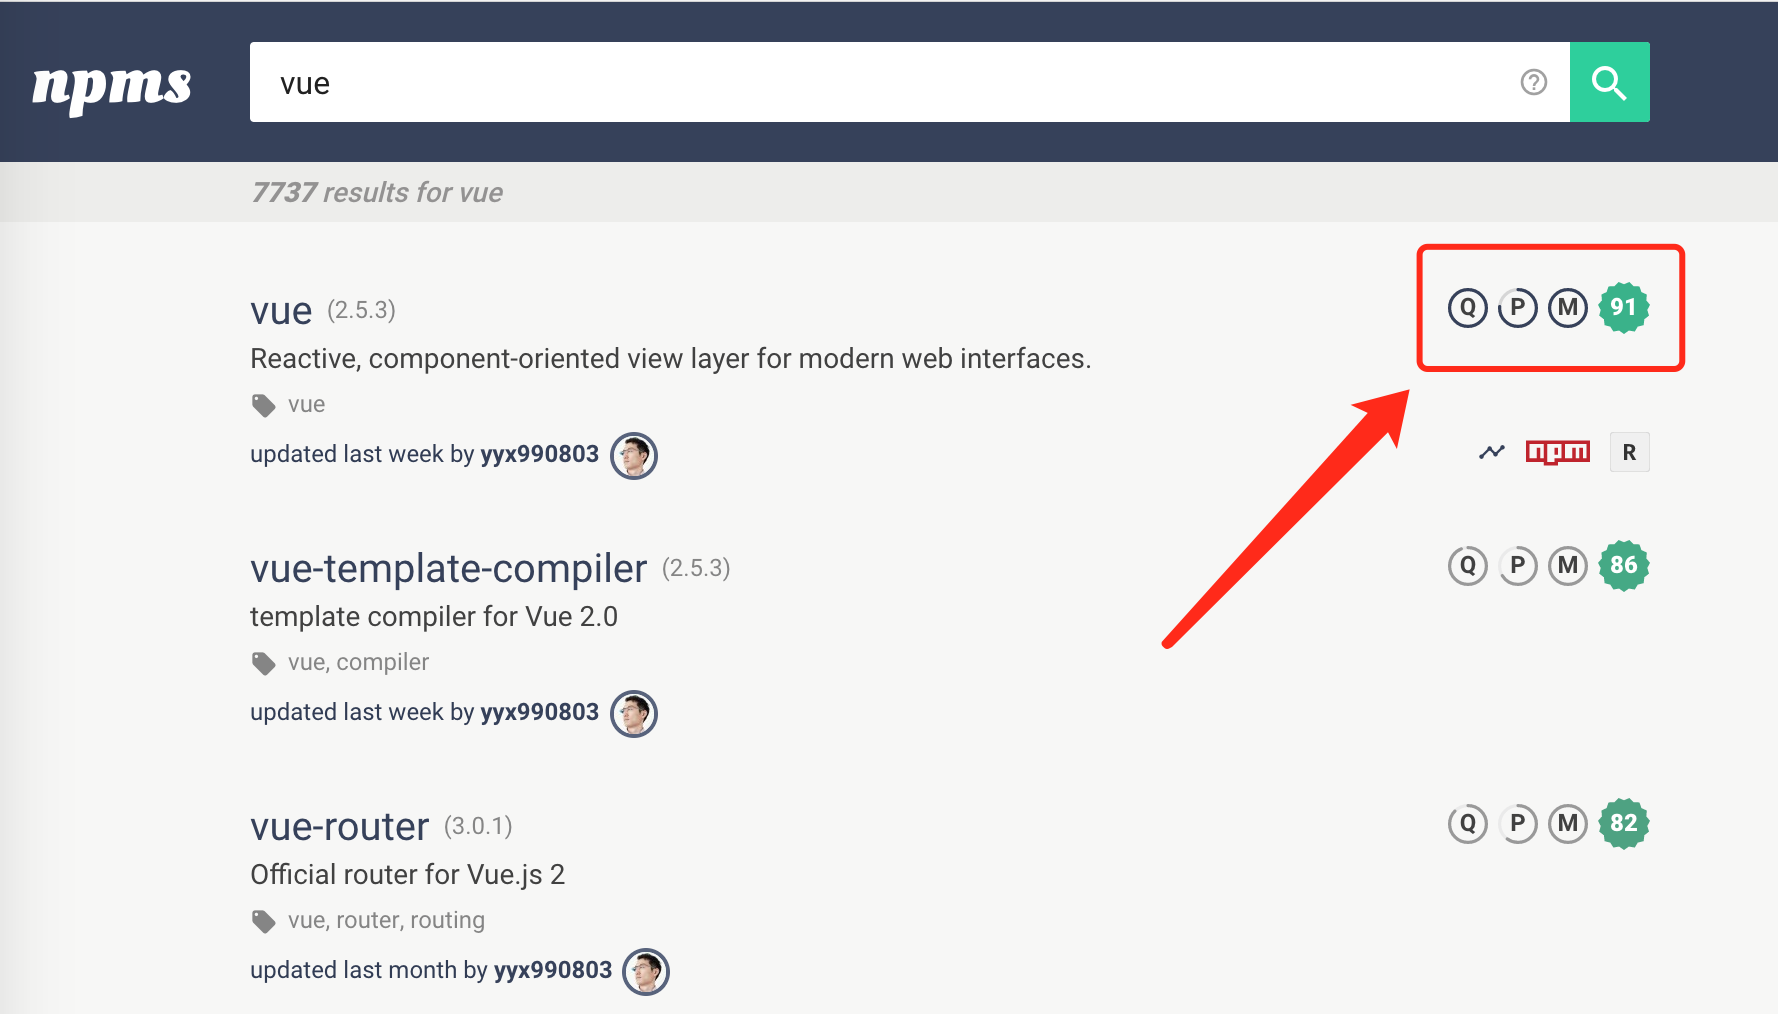 npms
vue
7737 results for vue
vue (2.5.3)
Q P M 91
Reactive, component-oriented view layer for modern web interfaces.
vue
updated last week by yyx990803
npm R
vue-template-compiler (2.5.3)
Q P M 86
template compiler for Vue 2.0
vue, compiler
updated last week by yyx990803
vue-router (3.0.1)
Q P M 82
Official router for Vue.js 2
vue, router, routing
updated last month by yyx990803